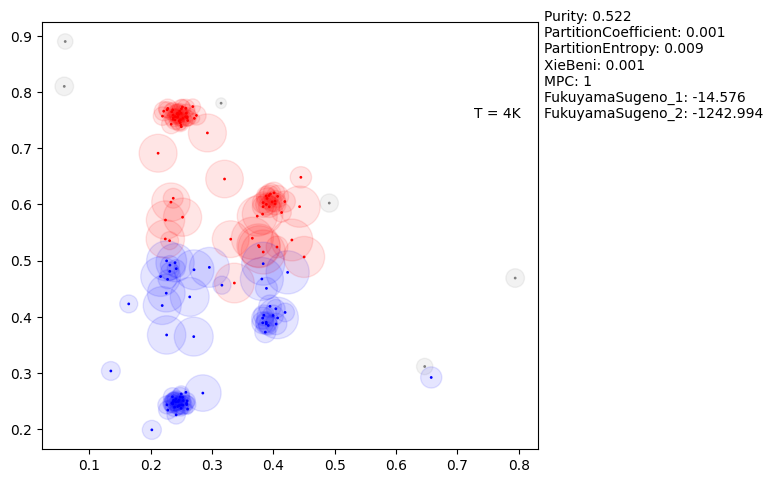 Purity: 0.522
PartitionCoefficient: 0.001
PartitionEntropy: 0.009
XieBeni: 0.001
MPC: 1
FukuyamaSugeno_1: -14.576
FukuyamaSugeno_2: -1242.994
T = 4K
0.9
0.8
0.7
0.6
0.5
0.4
0.3
0.2
0.1 0.2 0.3 0.4 0.5 0.6 0.7 0.8